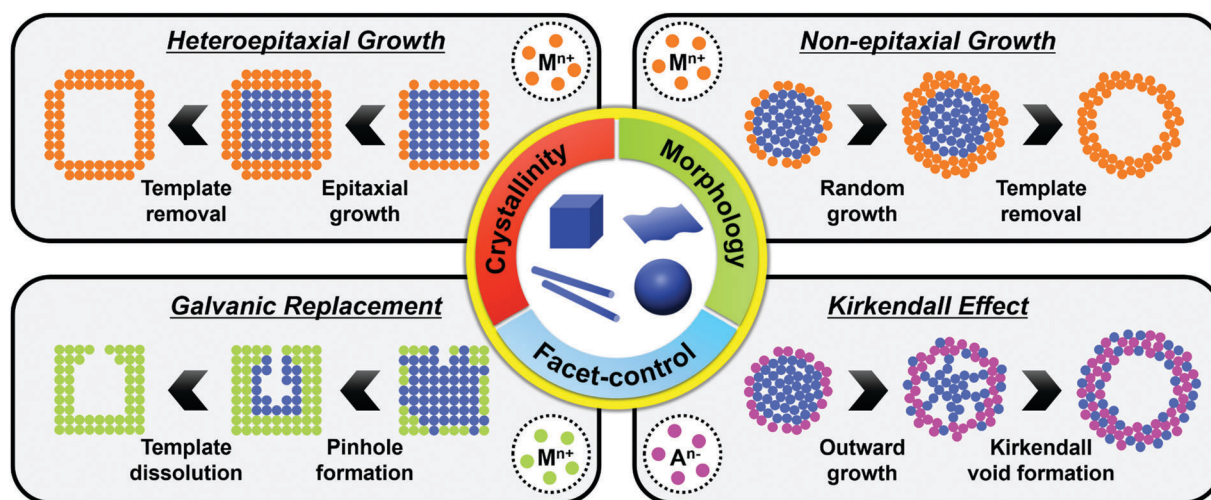 Heteroepitaxial Growth
Mn+
Template removal
Epitaxial growth
Non-epitaxial Growth
Mn+
Random growth
Template removal
Crystallinity
Morphology
Facet-control
Galvanic Replacement
Template dissolution
Pinhole formation
Mn+
Kirkendall Effect
An-
Outward growth
Kirkendall void formation